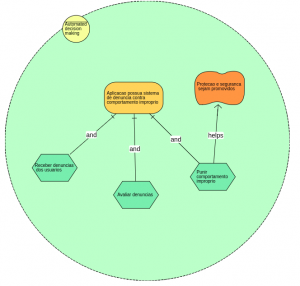 Automated
decision
making
Aplicacao possua sistema
de denuncia contra
comportamento improprio
Protecao e seguranca
sejam promovidos
and
and
and
helps
Receber denuncias
dos usuarios
Avaliar denuncias
Punir
comportamento
improprio